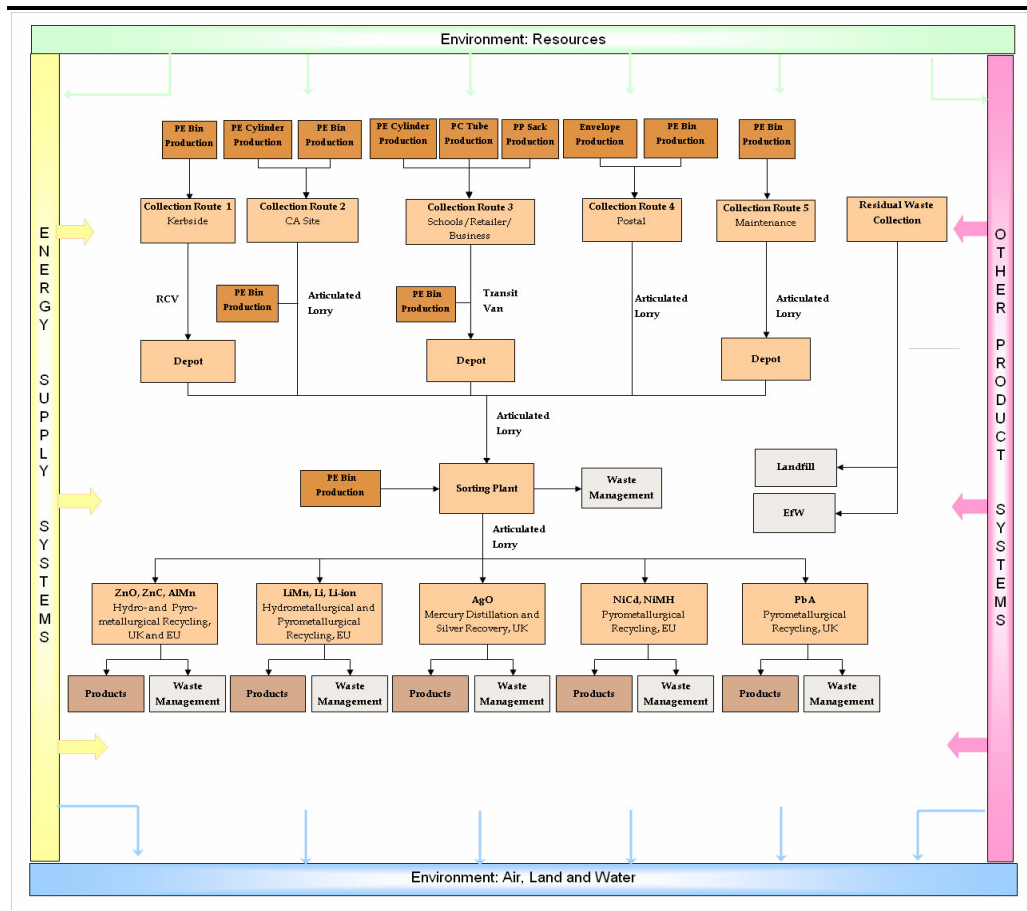 Environment: Resources
PE Bin
Production
PE Cylinder
Production
PE Bin
Production
PE Cylinder
Production
PC Tube
Production
PP Sack
Production
Envelope
Production
PE Bin
Production
PE Bin
Production
Collection Route 1
Kerbside
Collection Route 2
CA Site
Collection Route 3
Schools/Retailer/
Business
Collection Route 4
Postal
Collection Route 5
Maintenance
Residual Waste
Collection
ENERGY SUPPLY SYSTEMS
OTHER PRODUCT SYSTEMS
RCV
PE Bin
Production
Articulated
Lorry
PE Bin
Production
Transit
Van
Articulated
Lorry
Articulated
Lorry
Depot
Depot
Depot
Articulated
Lorry
PE Bin
Production
Sorting Plant
Waste
Management
Landfill
EfW
Articulated
Lorry
ZnO, ZnC, AlMn
Hydro- and Pyro-
metallurgical Recycling,
UK and EU
LiMn, Li, Li-ion
Hydrometallurgical and
Pyrometallurgical
Recycling, EU
AgO
Mercury Distillation and
Silver Recovery, UK
NiCd, NiMH
Pyrometallurgical
Recycling, EU
PbA
Pyrometallurgical
Recycling, UK
Products
Waste
Management
Products
Waste
Management
Products
Waste
Management
Products
Waste
Management
Products
Waste
Management
Environment: Air, Land and Water